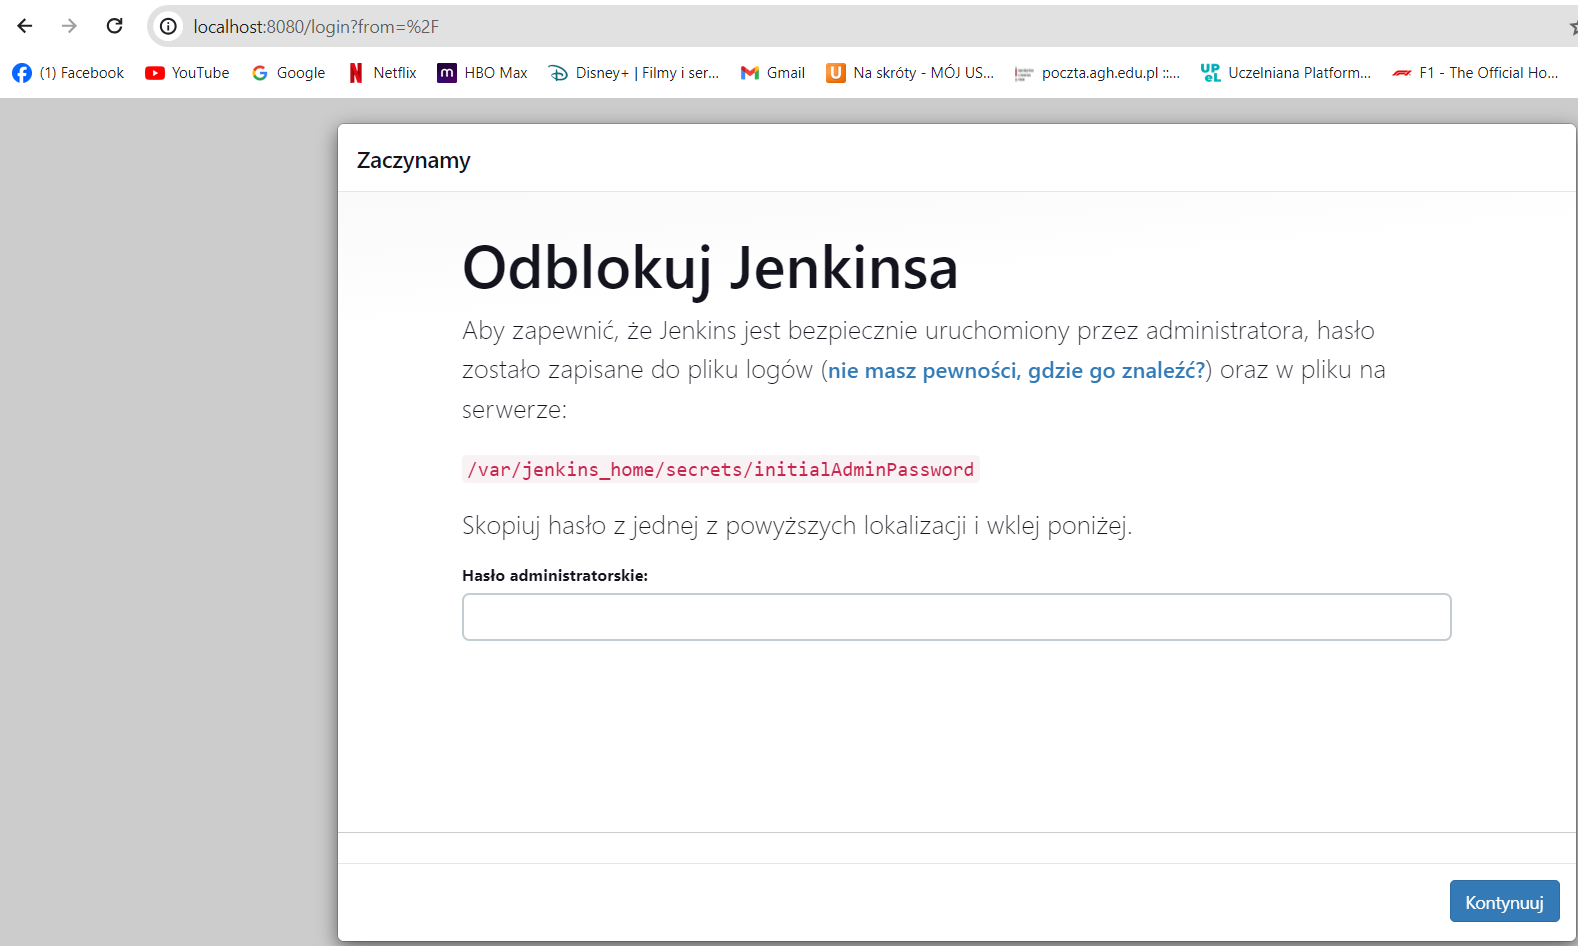 localhost:8080/login?from=%2F
(1) Facebook YouTube Google Netflix HBO Max Disney+ | Filmy i ser... Gmail Na skróty - MÓJ US... poczta.agh.edu.pl ::... Uczelniana Platform... F1 - The Official Ho...
Zaczynamy
Odblokuj Jenkinsa
Aby zapewnić, że Jenkins jest bezpiecznie uruchomiony przez administratora, hasło
zostało zapisane do pliku logów (nie masz pewności, gdzie go znaleźć?) oraz w pliku na
serwerze:
/var/jenkins_home/secrets/initialAdminPassword
Skopiuj hasło z jednej z powyższych lokalizacji i wklej poniżej.
Hasło administratorskie:
Kontynuuj